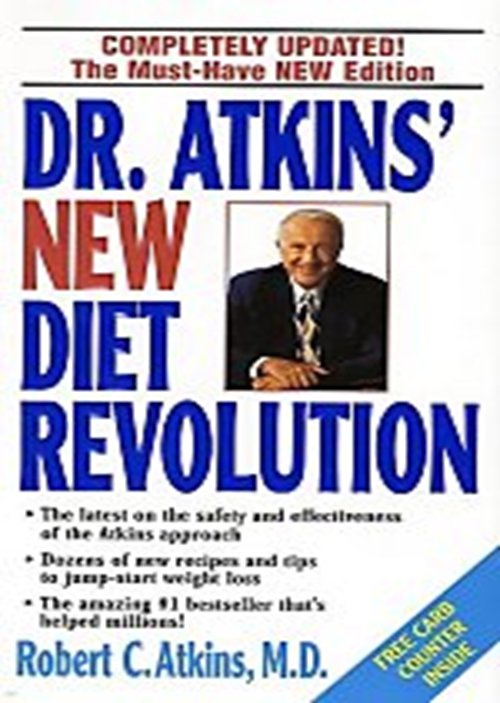 COMPLETELY UPDATED!
The Must-Have NEW Edition
DR. ATKINS'
NEW
DIET
REVOLUTION
• The latest on the safety and effectiveness
of the Atkins approach
• Dozens of new recipes and tips
to jump-start weight loss
• The amazing #1 bestseller that's
helped millions!
Robert C. Atkins, M.D.
FREE CARB
COUNTER
INSIDE